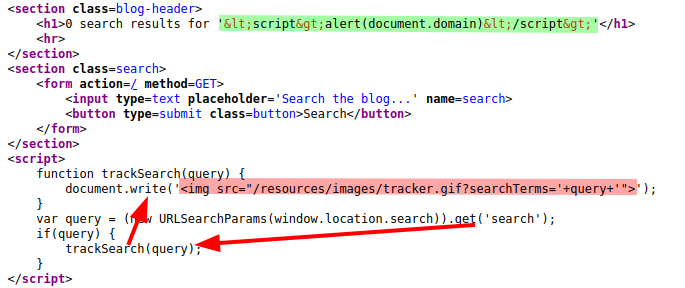 <section class=blog-header>
<h1>0 search results for '&lt;script&gt;alert(document.domain)&lt;/script&gt;'</h1>
<hr>
</section>
<section class=search>
<form action=/ method=GET>
<input type=text placeholder='Search the blog...' name=search>
<button type=submit class=button>Search</button>
</form>
</section>
<script>
function trackSearch(query) {
document.write('<img src="/resources/images/tracker.gif?searchTerms='+query+'">');
}
var query = (new URLSearchParams(window.location.search)).get('search');
if(query) {
trackSearch(query);
}
</script>